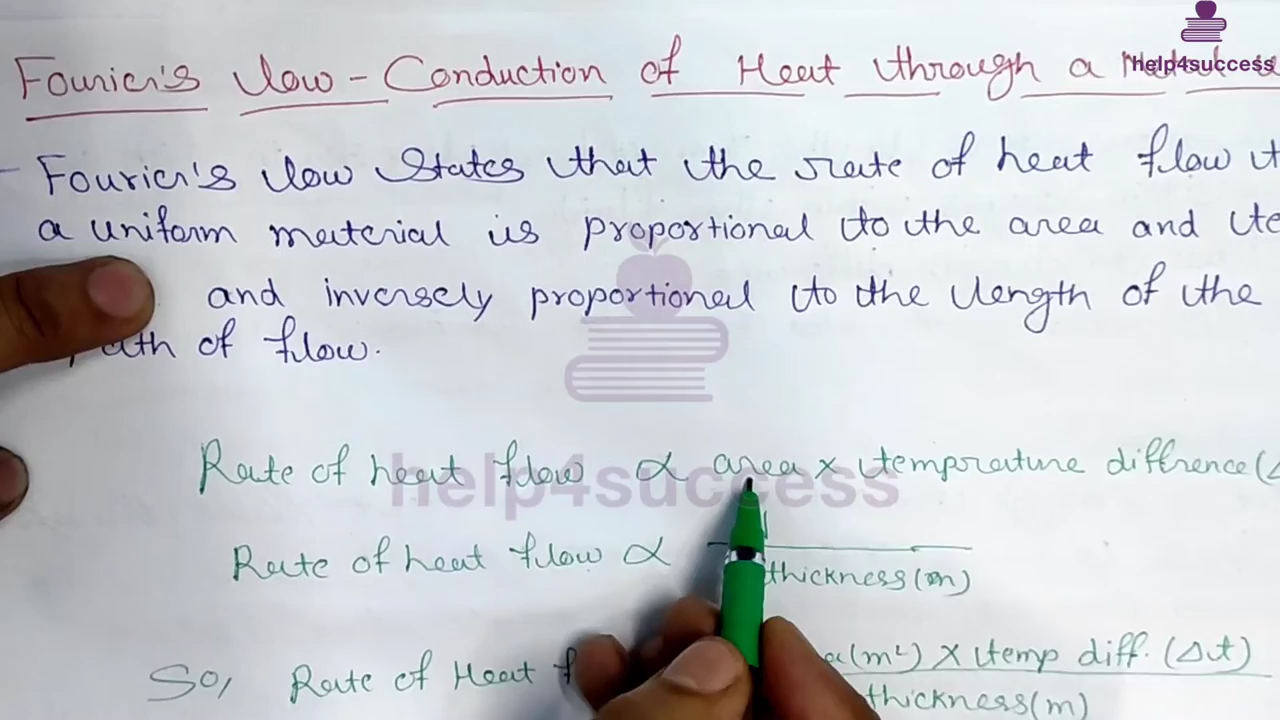 Help4success
Fourier's law - Conduction of Heat through a
Fourier's law States that the rate of heat flow
a uniform material is proportional to the area and
and inversely proportional to the length of the
path of flow.
Rate of heat flow ∝ area × temprature diffrence(Δ
help4success
Rate of heat flow ∝ 1
thickness(m)
So, Rate of Heat (m²) × temp diff. (Δt)
thickness(m)